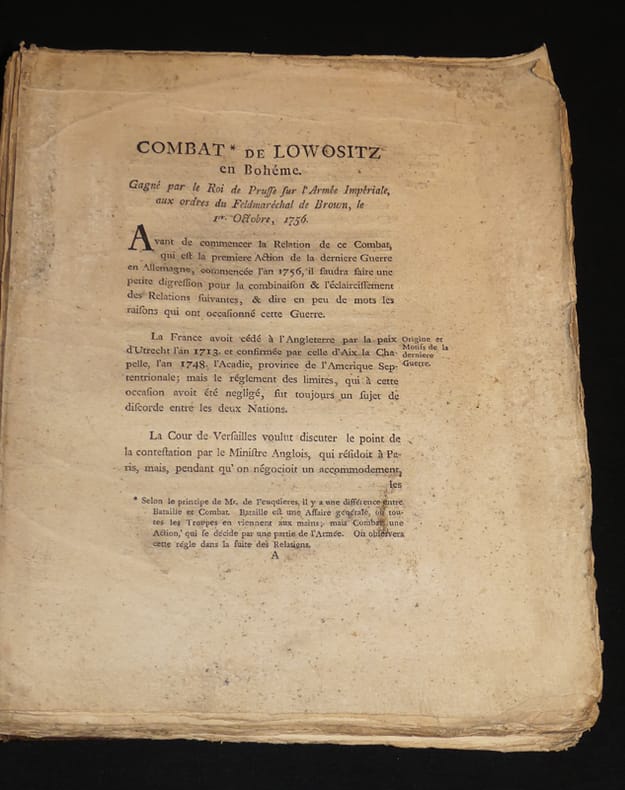 COMBAT * DE LOWOSITZ
en Bohéme.
Gagné par le Roi de Pruſſe ſur l'Armée Impériale,
aux ordres du Feldmaréchal de Brown, le
1er. Octobre, 1756.
Avant de commencer la Relation de ce Combat,
qui eſt la premiere Action de la derniere Guerre
en Allemagne, commencée l'an 1756, il faudra faire une
petite digreſſion pour la combinaiſon & l'éclairciſſement
des Relations ſuivantes, & dire en peu de mots les
raiſons qui ont occaſionné cette Guerre.
La France avoit cédé à l'Angleterre par la paix
d'Utrecht l'an 1713. et confirmée par celle d'Aix la Cha-
pelle, l'an 1748, l'Acadie, province de l'Amerique Sep-
tentrionale; mais le réglement des limites, qui à cette
occaſion avoit été negligé, fut toujours un ſujet de
diſcorde entre les deux Nations.
Origine et
Motifs de la
derniere
Guerre.
La Cour de Verſailles voulut diſcuter le point de
la conteſtation par le Miniſtre Anglois, qui réſidoit à Pa-
ris, mais, pendant qu'on négocioit un accommodement,
les
* Selon le principe de Mr. de Feuquieres, il y a une différence entre
Bataille et Combat. Bataille eſt une Affaire générale, où tou-
tes les Trouppes en viennent aux mains; mais Combat, une
Action, qui ſe décide par une partie de l'Armée. On obſervera
cette régle dans la ſuite des Relations.
A